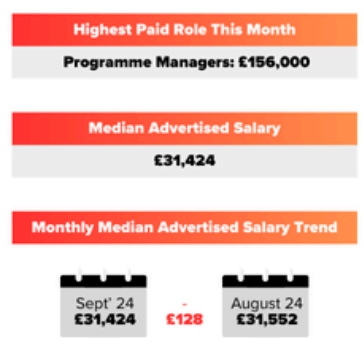 Highest Paid Role This Month
Programme Managers: £156,000
Median Advertised Salary
£31,424
Monthly Median Advertised Salary Trend
Sept' 24
£31,424
-
£128
August 24
£31,552